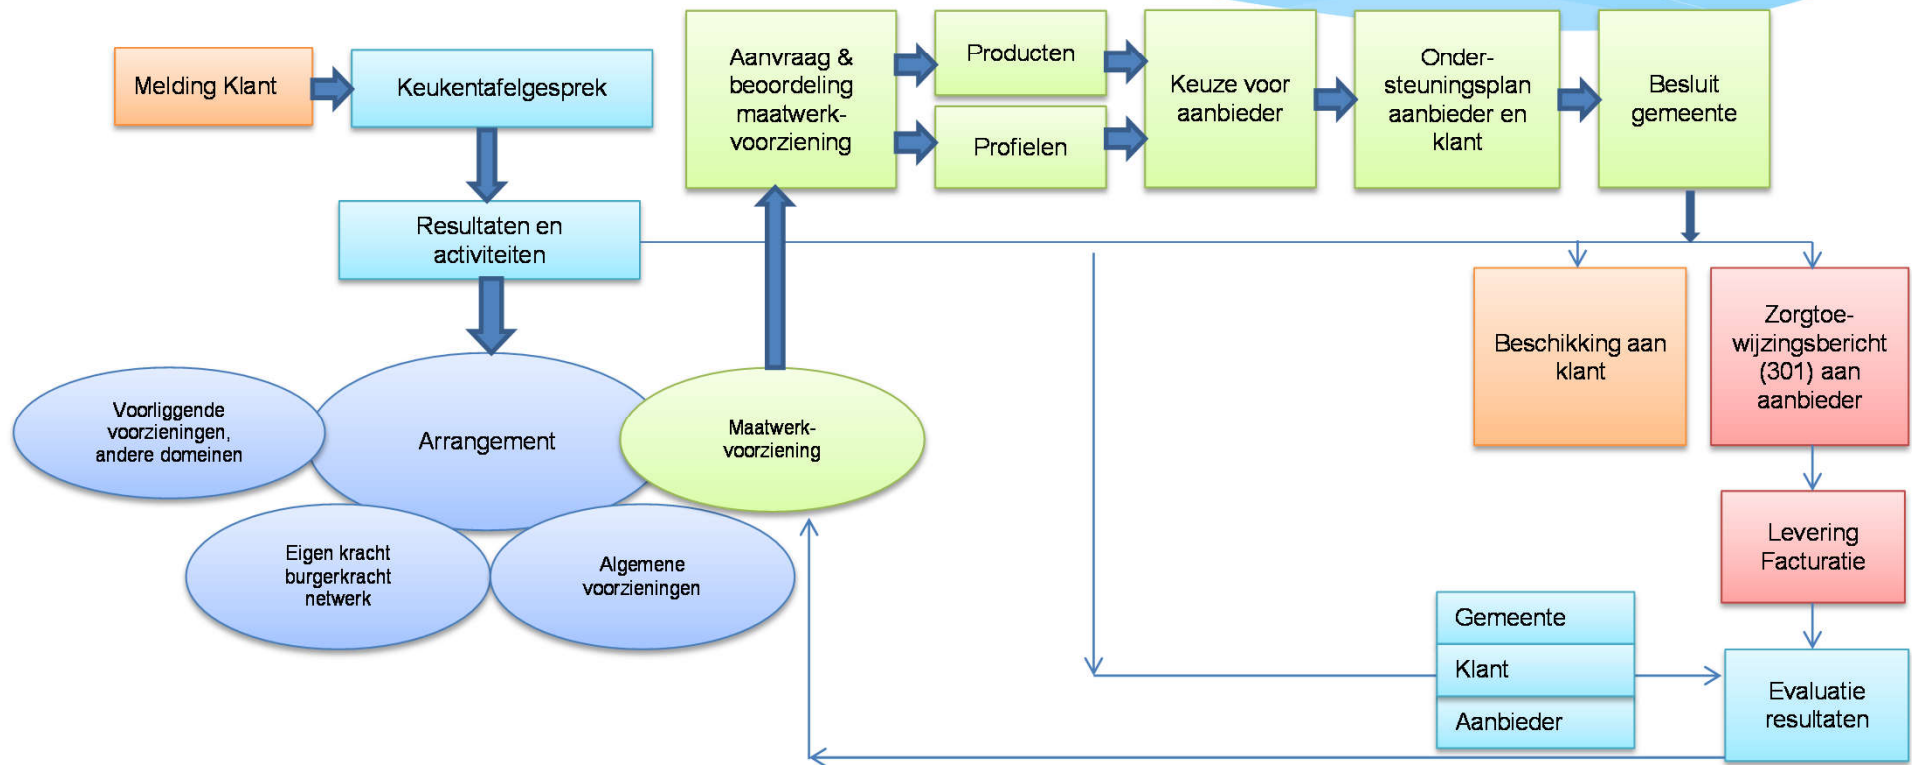 Melding Klant
Keukentafelgesprek
Resultaten en
activiteiten
Arrangement
Voorliggende
voorzieningen,
andere domeinen
Eigen kracht
burgerkracht
netwerk
Algemene
voorzieningen
Maatwerk-
voorziening
Aanvraag &
beoordeling
maatwerk-
voorziening
Producten
Profielen
Keuze voor
aanbieder
Onder-
steuningsplan
aanbieder en
klant
Besluit
gemeente
Beschikking aan
klant
Zorgtoe-
wijzingsbericht
(301) aan
aanbieder
Levering
Facturatie
Gemeente
Klant
Aanbieder
Evaluatie
resultaten